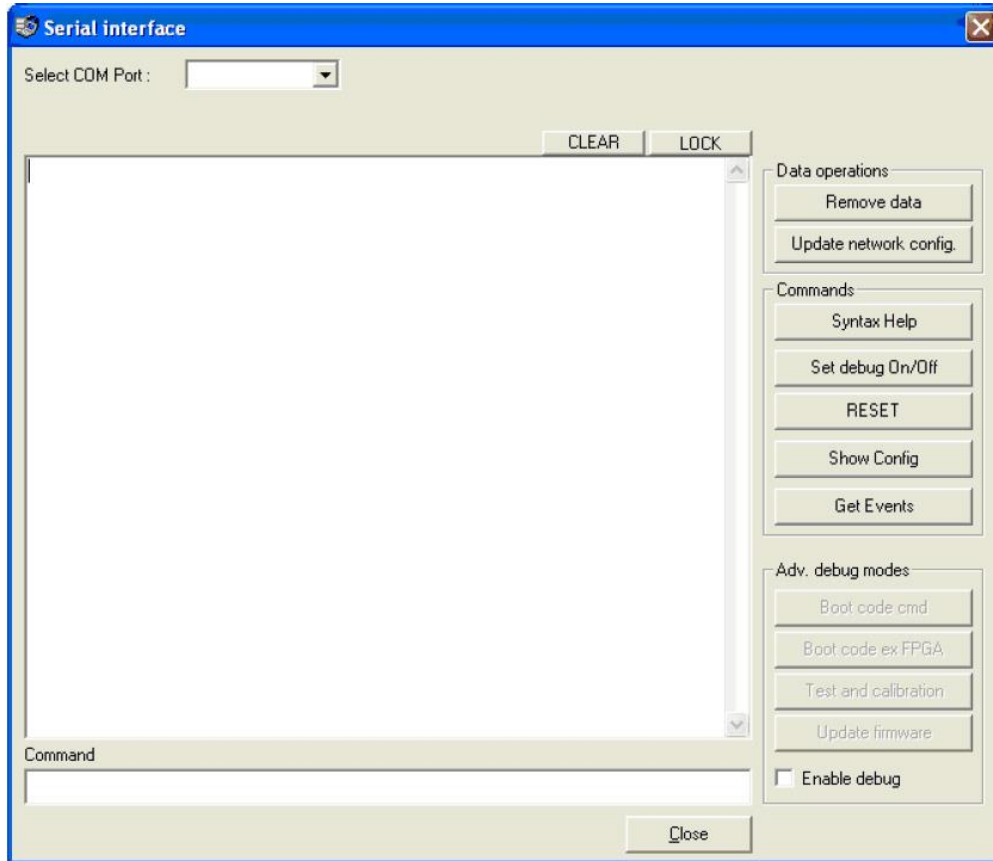 Serial interface
Select COM Port :
CLEAR
LOCK
Data operations
Remove data
Update network config.
Commands
Syntax Help
Set debug On/Off
RESET
Show Config
Get Events
Adv. debug modes
Boot code cmd
Boot code ex FPGA
Test and calibration
Update firmware
Enable debug
Command
Close